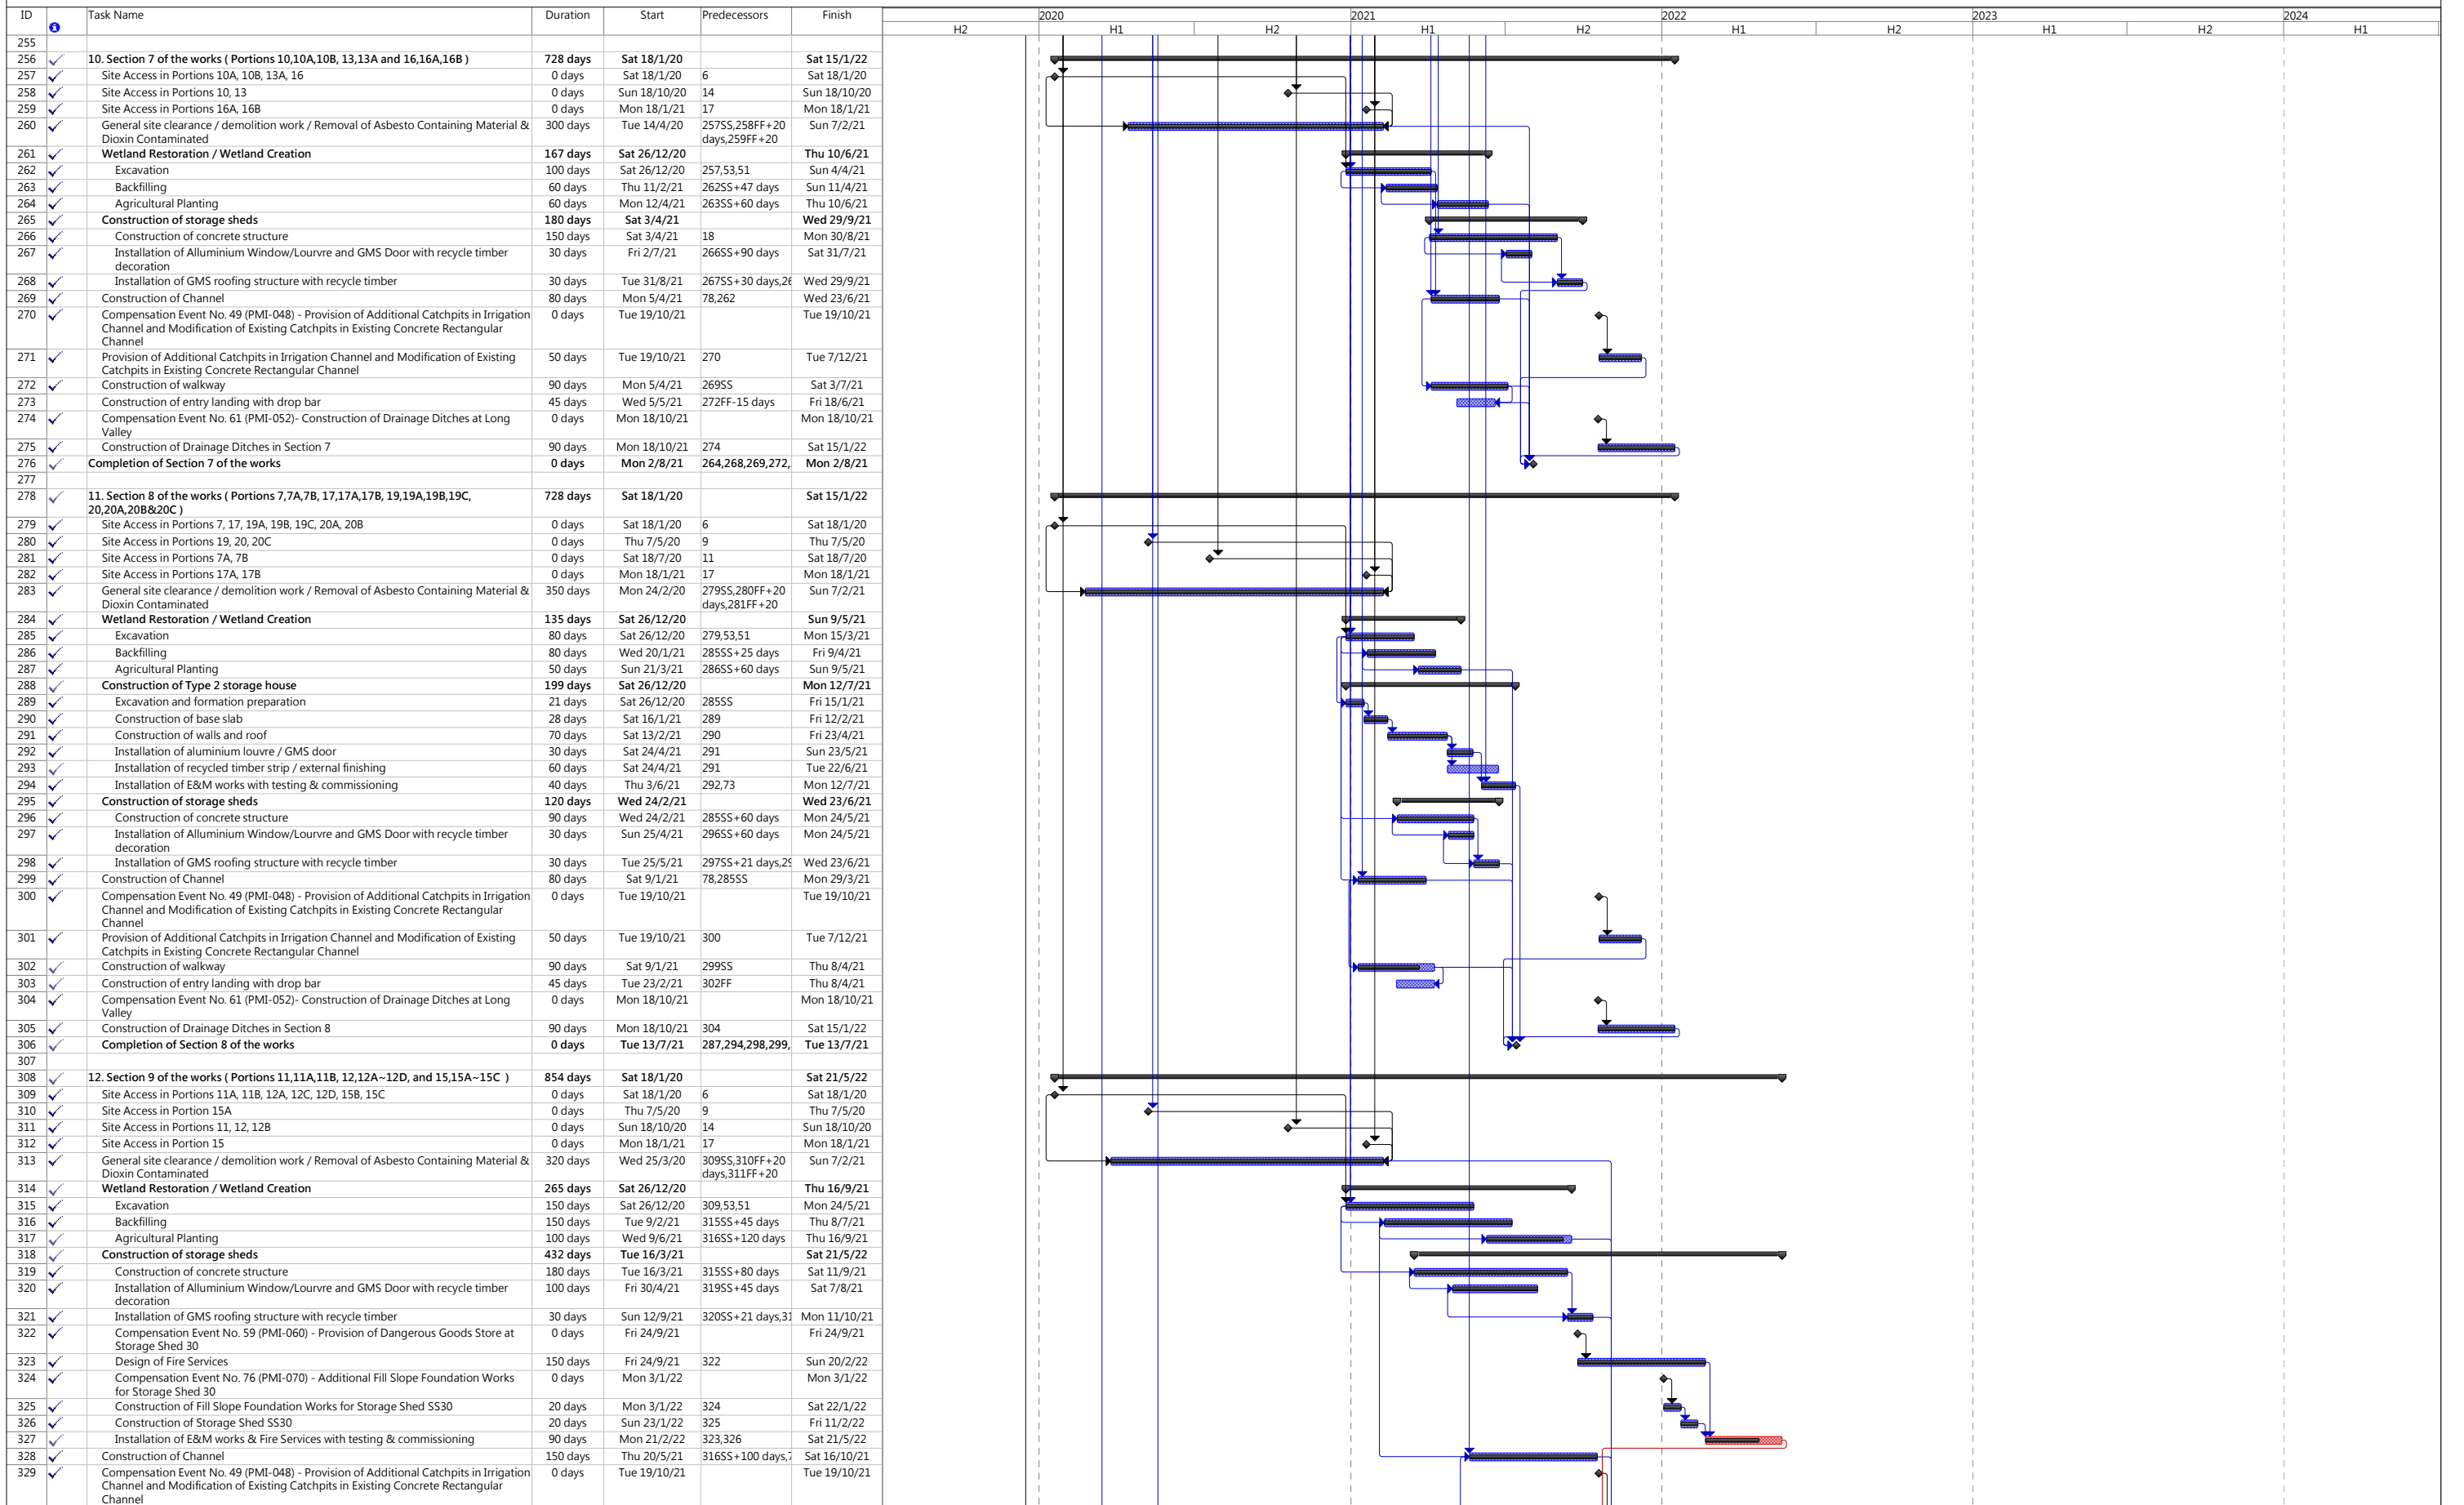 ID Task Name Duration Start Predecessors Finish 2020 2021 2022 2023 2024
H2 H1 H2 H1 H2 H1 H2 H1 H2 H1
255
256 10. Section 7 of the works ( Portions 10,10A,10B, 13,13A and 16,16A,16B ) 728 days Sat 18/1/20 Sat 15/1/22
257 Site Access in Portions 10A, 10B, 13A, 16 0 days Sat 18/1/20 6 Sat 18/1/20
258 Site Access in Portions 10, 13 0 days Sun 18/10/20 14 Sun 18/10/20
259 Site Access in Portions 16A, 16B 0 days Mon 18/1/21 17 Mon 18/1/21
260 General site clearance / demolition work / Removal of Asbesto Containing Material & 300 days Tue 14/4/20 257SS,258FF+20 Sun 7/2/21
Dioxin Contaminated days,259FF+20
261 Wetland Restoration / Wetland Creation 167 days Sat 26/12/20 Thu 10/6/21
262 Excavation 100 days Sat 26/12/20 257,53,51 Sun 4/4/21
263 Backfilling 60 days Thu 11/2/21 262SS+47 days Sun 11/4/21
264 Agricultural Planting 60 days Mon 12/4/21 263SS+60 days Thu 10/6/21
265 Construction of storage sheds 180 days Sat 3/4/21 Wed 29/9/21
266 Construction of concrete structure 150 days Sat 3/4/21 18 Mon 30/8/21
267 Installation of Alluminium Window/Lourvre and GMS Door with recycle timber 30 days Fri 2/7/21 266SS+90 days Sat 31/7/21
decoration
268 Installation of GMS roofing structure with recycle timber 30 days Tue 31/8/21 267SS+30 days,26 Wed 29/9/21
269 Construction of Channel 80 days Mon 5/4/21 78,262 Wed 23/6/21
270 Compensation Event No. 49 (PMI-048) - Provision of Additional Catchpits in Irrigation 0 days Tue 19/10/21 Tue 19/10/21
Channel and Modification of Existing Catchpits in Existing Concrete Rectangular
Channel
271 Provision of Additional Catchpits in Irrigation Channel and Modification of Existing 50 days Tue 19/10/21 270 Tue 7/12/21
Catchpits in Existing Concrete Rectangular Channel
272 Construction of walkway 90 days Mon 5/4/21 269SS Sat 3/7/21
273 Construction of entry landing with drop bar 45 days Wed 5/5/21 272FF-15 days Fri 18/6/21
274 Compensation Event No. 61 (PMI-052)- Construction of Drainage Ditches at Long 0 days Mon 18/10/21 Mon 18/10/21
Valley
275 Construction of Drainage Ditches in Section 7 90 days Mon 18/10/21 274 Sat 15/1/22
276 Completion of Section 7 of the works 0 days Mon 2/8/21 264,268,269,272, Mon 2/8/21
277
278 11. Section 8 of the works ( Portions 7,7A,7B, 17,17A,17B, 19,19A,19B,19C, 728 days Sat 18/1/20 Sat 15/1/22
20,20A,20B&20C )
279 Site Access in Portions 7, 17, 19A, 19B, 19C, 20A, 20B 0 days Sat 18/1/20 6 Sat 18/1/20
280 Site Access in Portions 19, 20, 20C 0 days Thu 7/5/20 9 Thu 7/5/20
281 Site Access in Portions 7A, 7B 0 days Sat 18/7/20 11 Sat 18/7/20
282 Site Access in Portions 17A, 17B 0 days Mon 18/1/21 17 Mon 18/1/21
283 General site clearance / demolition work / Removal of Asbesto Containing Material & 350 days Mon 24/2/20 279SS,280FF+20 Sun 7/2/21
Dioxin Contaminated days,281FF+20
284 Wetland Restoration / Wetland Creation 135 days Sat 26/12/20 Sun 9/5/21
285 Excavation 80 days Sat 26/12/20 279,53,51 Mon 15/3/21
286 Backfilling 80 days Wed 20/1/21 285SS+25 days Fri 9/4/21
287 Agricultural Planting 50 days Sun 21/3/21 286SS+60 days Sun 9/5/21
288 Construction of Type 2 storage house 199 days Sat 26/12/20 Mon 12/7/21
289 Excavation and formation preparation 21 days Sat 26/12/20 285SS Fri 15/1/21
290 Construction of base slab 28 days Sat 16/1/21 289 Fri 12/2/21
291 Construction of walls and roof 70 days Sat 13/2/21 290 Fri 23/4/21
292 Installation of aluminium louvre / GMS door 30 days Sat 24/4/21 291 Sun 23/5/21
293 Installation of recycled timber strip / external finishing 60 days Sat 24/4/21 291 Tue 22/6/21
294 Installation of E&M works with testing & commissioning 40 days Thu 3/6/21 292,73 Mon 12/7/21
295 Construction of storage sheds 120 days Wed 24/2/21 Wed 23/6/21
296 Construction of concrete structure 90 days Wed 24/2/21 285SS+60 days Mon 24/5/21
297 Installation of Alluminium Window/Lourvre and GMS Door with recycle timber 30 days Sun 25/4/21 296SS+60 days Mon 24/5/21
decoration
298 Installation of GMS roofing structure with recycle timber 30 days Tue 25/5/21 297SS+21 days,29 Wed 23/6/21
299 Construction of Channel 80 days Sat 9/1/21 78,285SS Mon 29/3/21
300 Compensation Event No. 49 (PMI-048) - Provision of Additional Catchpits in Irrigation 0 days Tue 19/10/21 Tue 19/10/21
Channel and Modification of Existing Catchpits in Existing Concrete Rectangular
Channel
301 Provision of Additional Catchpits in Irrigation Channel and Modification of Existing 50 days Tue 19/10/21 300 Tue 7/12/21
Catchpits in Existing Concrete Rectangular Channel
302 Construction of walkway 90 days Sat 9/1/21 299SS Thu 8/4/21
303 Construction of entry landing with drop bar 45 days Tue 23/2/21 302FF Thu 8/4/21
304 Compensation Event No. 61 (PMI-052)- Construction of Drainage Ditches at Long 0 days Mon 18/10/21 Mon 18/10/21
Valley
305 Construction of Drainage Ditches in Section 8 90 days Mon 18/10/21 304 Sat 15/1/22
306 Completion of Section 8 of the works 0 days Tue 13/7/21 287,294,298,299, Tue 13/7/21
307
308 12. Section 9 of the works ( Portions 11,11A,11B, 12,12A~12D, and 15,15A~15C ) 854 days Sat 18/1/20 Sat 21/5/22
309 Site Access in Portions 11A, 11B, 12A, 12C, 12D, 15B, 15C 0 days Sat 18/1/20 6 Sat 18/1/20
310 Site Access in Portion 15A 0 days Thu 7/5/20 9 Thu 7/5/20
311 Site Access in Portions 11, 12, 12B 0 days Sun 18/10/20 14 Sun 18/10/20
312 Site Access in Portion 15 0 days Mon 18/1/21 17 Mon 18/1/21
313 General site clearance / demolition work / Removal of Asbesto Containing Material & 320 days Wed 25/3/20 309SS,310FF+20 Sun 7/2/21
Dioxin Contaminated days,311FF+20
314 Wetland Restoration / Wetland Creation 265 days Sat 26/12/20 Thu 16/9/21
315 Excavation 150 days Sat 26/12/20 309,53,51 Mon 24/5/21
316 Backfilling 150 days Tue 9/2/21 315SS+45 days Thu 8/7/21
317 Agricultural Planting 100 days Wed 9/6/21 316SS+120 days Thu 16/9/21
318 Construction of storage sheds 432 days Tue 16/3/21 Sat 21/5/22
319 Construction of concrete structure 180 days Tue 16/3/21 315SS+80 days Sat 11/9/21
320 Installation of Alluminium Window/Lourvre and GMS Door with recycle timber 100 days Fri 30/4/21 319SS+45 days Sat 7/8/21
decoration
321 Installation of GMS roofing structure with recycle timber 30 days Sun 12/9/21 320SS+21 days,31 Mon 11/10/21
322 Compensation Event No. 59 (PMI-060) - Provision of Dangerous Goods Store at 0 days Fri 24/9/21 Fri 24/9/21
Storage Shed 30
323 Design of Fire Services 150 days Fri 24/9/21 322 Sun 20/2/22
324 Compensation Event No. 76 (PMI-070) - Additional Fill Slope Foundation Works 0 days Mon 3/1/22 Mon 3/1/22
for Storage Shed 30
325 Construction of Fill Slope Foundation Works for Storage Shed SS30 20 days Mon 3/1/22 324 Sat 22/1/22
326 Construction of Storage Shed SS30 20 days Sun 23/1/22 325 Fri 11/2/22
327 Installation of E&M works & Fire Services with testing & commissioning 90 days Mon 21/2/22 323,326 Sat 21/5/22
328 Construction of Channel 150 days Thu 20/5/21 316SS+100 days,7 Sat 16/10/21
329 Compensation Event No. 49 (PMI-048) - Provision of Additional Catchpits in Irrigation 0 days Tue 19/10/21 Tue 19/10/21
Channel and Modification of Existing Catchpits in Existing Concrete Rectangular
Channel